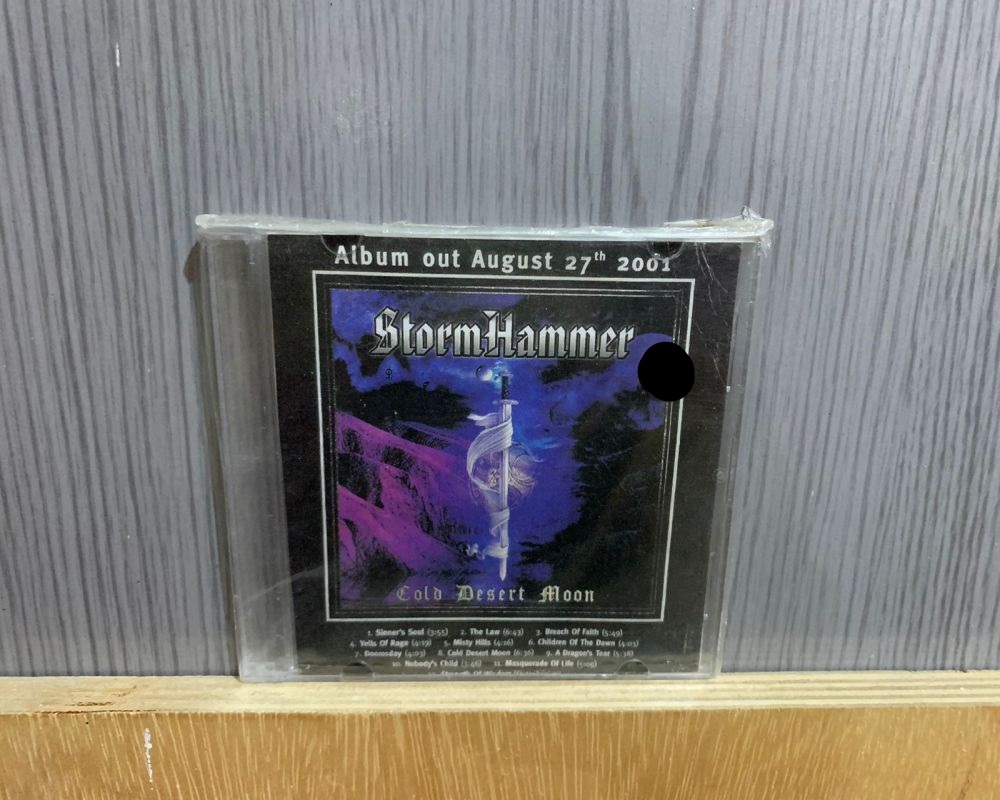 Album out August 27th 2001
StormHammer
Cold Desert Moon
1. Sinner's Soul (3:55) 2. The Law (6:43) 3. Breach Of Faith (5:49)
4. Yells Of Rage (4:19) 5. Misty Hills (4:16) 6. Children Of The Dawn (4:03)
7. Doomsday (4:03) 8. Cold Desert Moon (6:36) 9. A Dragon's Tear (5:38)
10. Nobody's Child (3:46) 11. Masquerade Of Life (5:09)